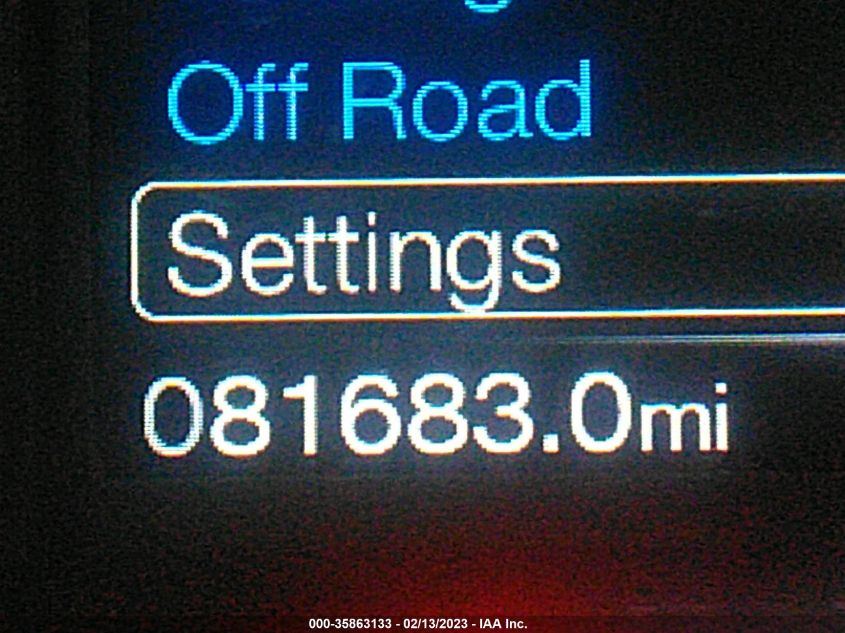 Off Road
Settings
081683.0mi
000-35863133 - 02/13/2023 - IAA Inc.